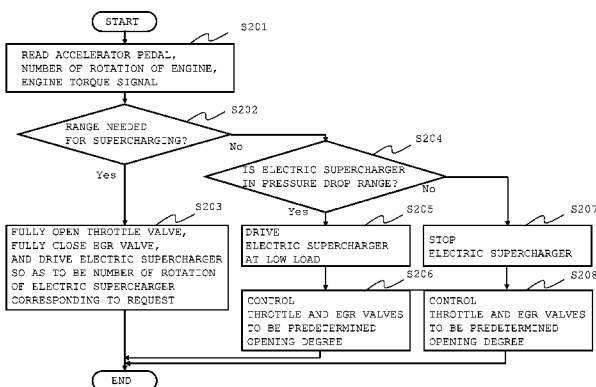 START
S201
READ ACCELERATOR PEDAL,
NUMBER OF ROTATION OF ENGINE,
ENGINE TORQUE SIGNAL
S202
RANGE NEEDED
FOR SUPERCHARGING?
No
Yes
S204
IS ELECTRIC SUPERCHARGER
IN PRESSURE DROP RANGE?
No
Yes
S203
FULLY OPEN THROTTLE VALVE,
FULLY CLOSE EGR VALVE,
AND DRIVE ELECTRIC SUPERCHARGER
SO AS TO BE NUMBER OF ROTATION
OF ELECTRIC SUPERCHARGER
CORRESPONDING TO REQUEST
S205
DRIVE
ELECTRIC SUPERCHARGER
AT LOW LOAD
S207
STOP
ELECTRIC SUPERCHARGER
S206
CONTROL
THROTTLE AND EGR VALVES
TO BE PREDETERMINED
OPENING DEGREE
S208
CONTROL
THROTTLE AND EGR VALVES
TO BE PREDETERMINED
OPENING DEGREE
END